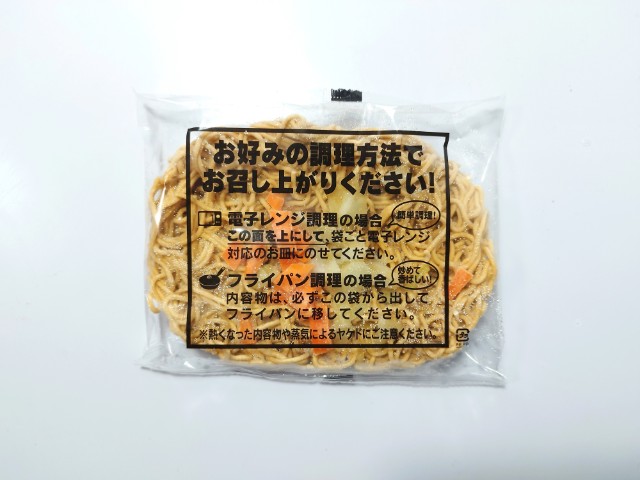 お好みの調理方法で
お召し上がりください!
電子レンジ調理の場合 簡単調理!
この面を上にして、袋ごと電子レンジ
対応のお皿にのせてください。
フライパン調理の場合 炒めて
香ばしい!
内容物は、必ずこの袋から出して
フライパンに移してください。
※熱くなった内容物や蒸気によるヤケドにご注意ください。